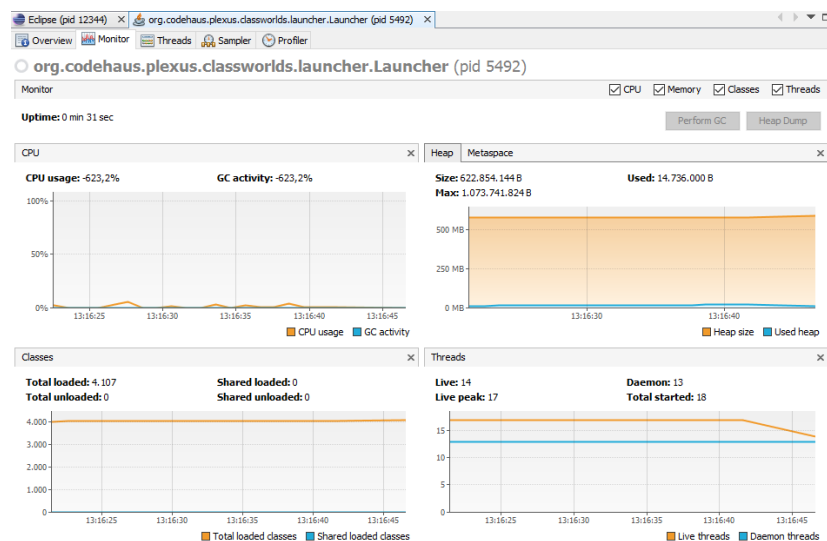 Eclipse (pid 12344) org.codehaus.plexus.classworlds.launcher.Launcher (pid 5492)
Overview Monitor Threads Sampler Profiler
org.codehaus.plexus.classworlds.launcher.Launcher (pid 5492)
Monitor CPU Memory Classes Threads
Uptime: 0 min 31 sec
Perform GC Heap Dump
CPU
CPU usage: -623,2% GC activity: -623,2%
100%
50%
0%
13:16:25 13:16:30 13:16:35 13:16:40 13:16:45
CPU usage GC activity
Heap Metaspace
Size: 622.854.144 B Used: 14.736.000 B
Max: 1.073.741.824 B
500 MB
250 MB
0 MB
13:16:30 13:16:40
Heap size Used heap
Classes
Total loaded: 4.107 Shared loaded: 0
Total unloaded: 0 Shared unloaded: 0
4.000
3.000
2.000
1.000
0
13:16:25 13:16:30 13:16:35 13:16:40 13:16:45
Total loaded classes Shared loaded classes
Threads
Live: 14 Daemon: 13
Live peak: 17 Total started: 18
15
10
5
0
13:16:25 13:16:30 13:16:35 13:16:40 13:16:45
Live threads Daemon threads